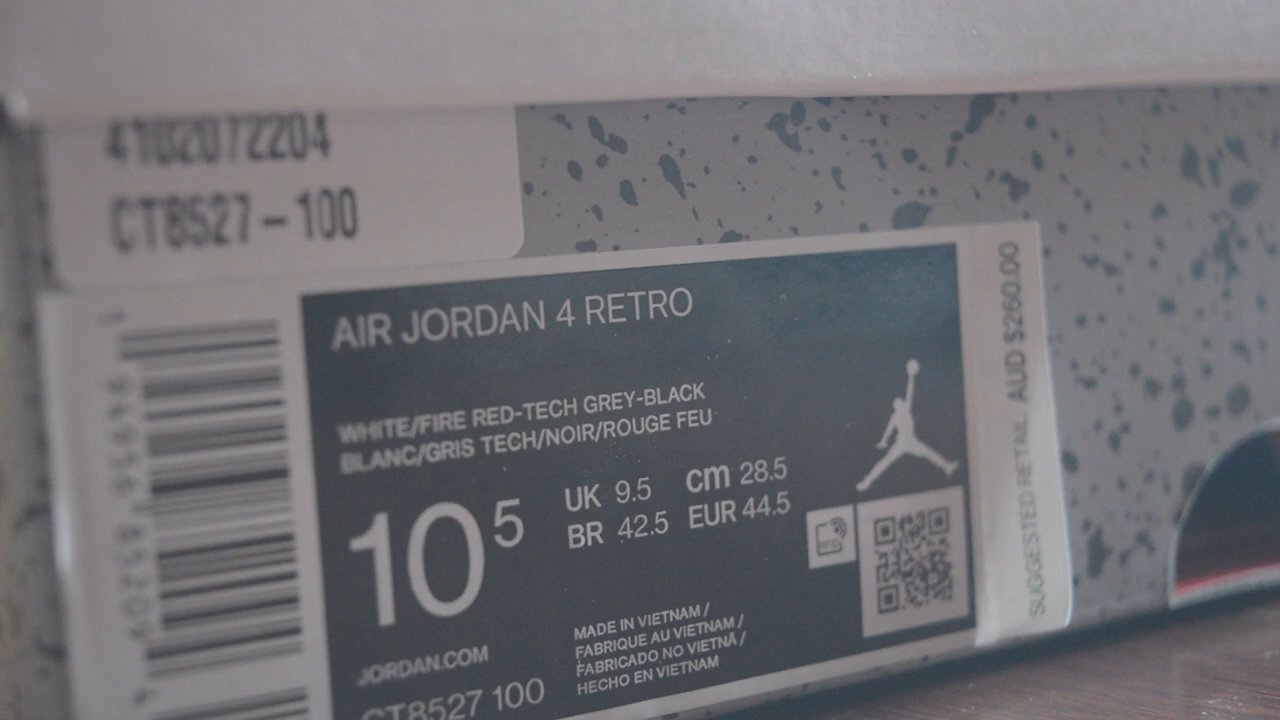 4102072204
CT8527-100
AIR JORDAN 4 RETRO
WHITE/FIRE RED-TECH GREY-BLACK
BLANC/GRIS TECH/NOIR/ROUGE FEU
10 5
UK 9.5 cm 28.5
BR 42.5 EUR 44.5
MADE IN VIETNAM /
FABRIQUE AU VIETNAM /
FABRICADO NO VIETNÃ /
HECHO EN VIETNAM
JORDAN.COM
CT8527 100
SUGGESTED RETAIL AUD $260.00